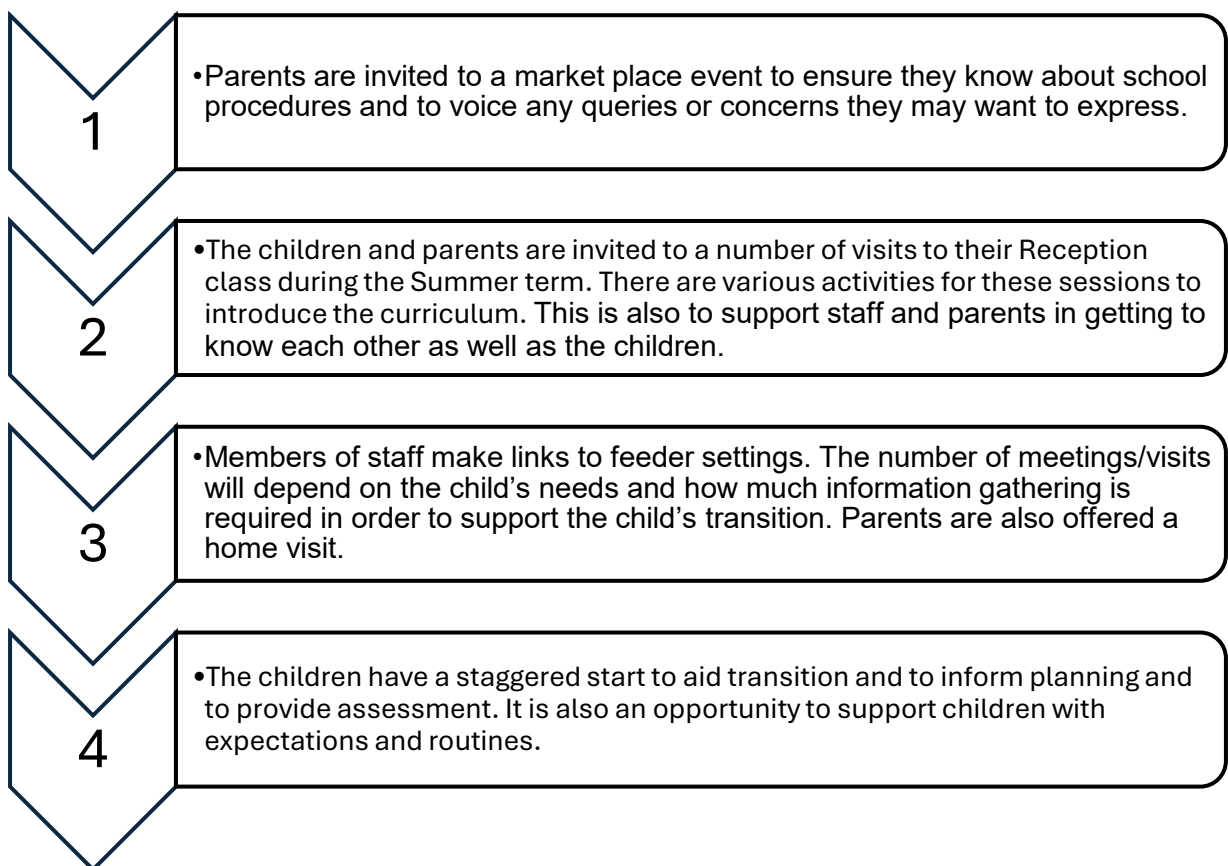 1
•Parents are invited to a market place event to ensure they know about school
procedures and to voice any queries or concerns they may want to express.
2
•The children and parents are invited to a number of visits to their Reception
class during the Summer term. There are various activities for these sessions to
introduce the curriculum. This is also to support staff and parents in getting to
know each other as well as the children.
3
•Members of staff make links to feeder settings. The number of meetings/visits
will depend on the child’s needs and how much information gathering is
required in order to support the child’s transition. Parents are also offered a
home visit.
4
•The children have a staggered start to aid transition and to inform planning and
to provide assessment. It is also an opportunity to support children with
expectations and routines.